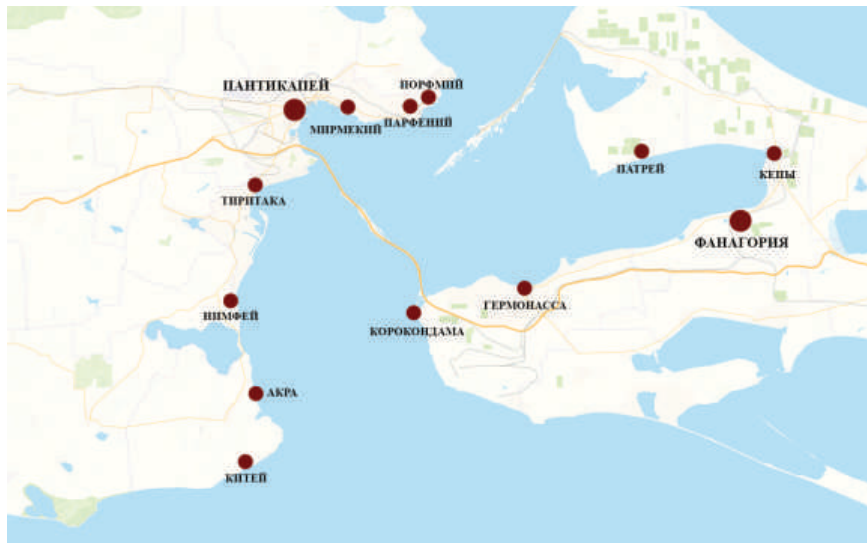 ПАНТИКАПЕЙ
ПОРФМИЙ
МИРМЕКИЙ
ПАРФЕНИЙ
ТИРИТАКА
ПАТРЕЙ
КЕПЫ
ФАНАГОРИЯ
НИМФЕЙ
ГЕРМОНАССА
КОРОКОНДАМА
АКРА
КИТЕЙ